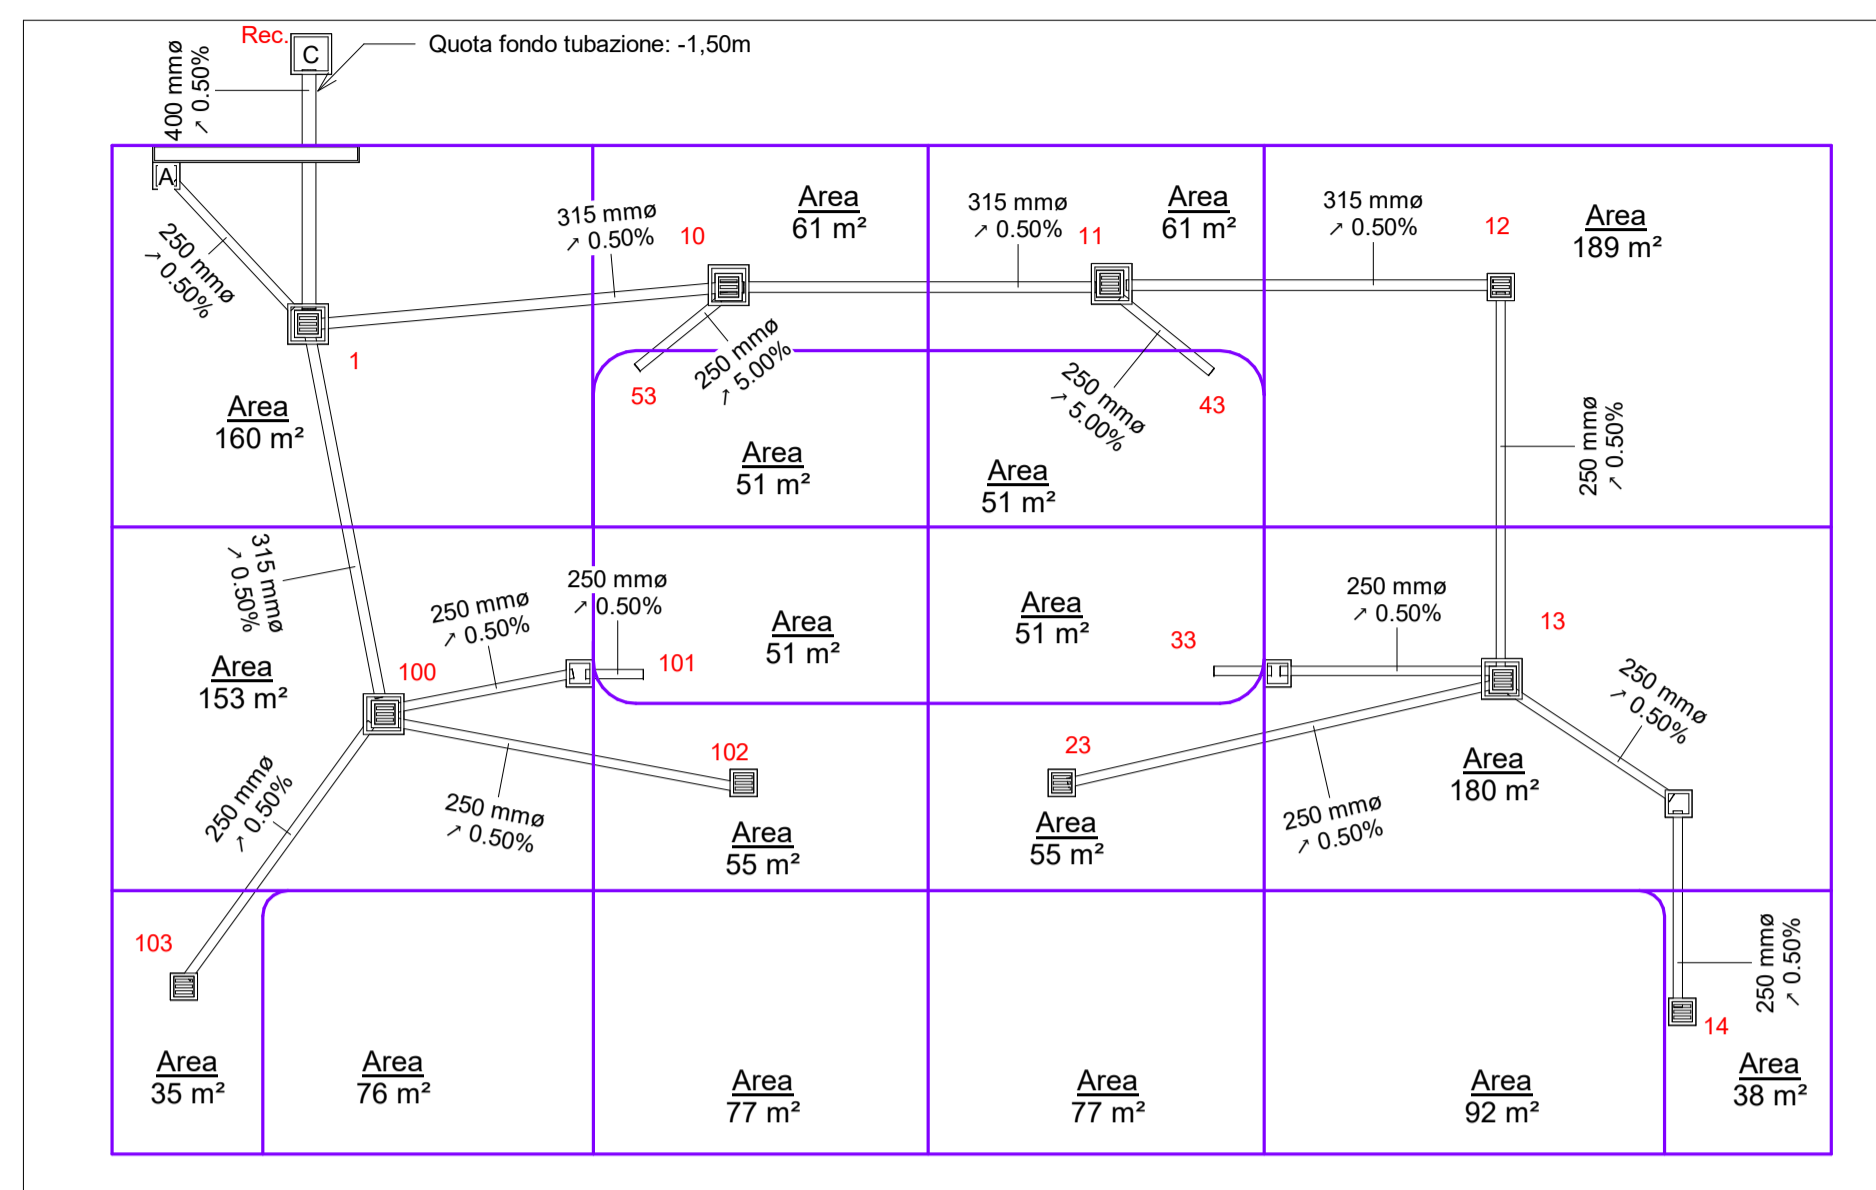 Rec.
C
Quota fondo tubazione: -1,50m
400 mmø
↗ 0.50%
A
250 mmø
↗ 0.50%
315 mmø
↗ 0.50%
10
Area
61 m²
315 mmø
↗ 0.50%
11
Area
61 m²
315 mmø
↗ 0.50%
12
Area
189 m²
1
53
250 mmø
↗ 5.00%
250 mmø
↗ 5.00%
43
Area
160 m²
Area
51 m²
Area
51 m²
250 mmø
↗ 0.50%
315 mmø
↗ 0.50%
250 mmø
↗ 0.50%
250 mmø
↗ 0.50%
Area
51 m²
Area
51 m²
33
250 mmø
↗ 0.50%
13
Area
153 m²
100
101
250 mmø
↗ 0.50%
102
23
Area
180 m²
250 mmø
↗ 0.50%
250 mmø
↗ 0.50%
Area
55 m²
Area
55 m²
250 mmø
↗ 0.50%
103
250 mmø
↗ 0.50%
14
Area
35 m²
Area
76 m²
Area
77 m²
Area
77 m²
Area
92 m²
Area
38 m²